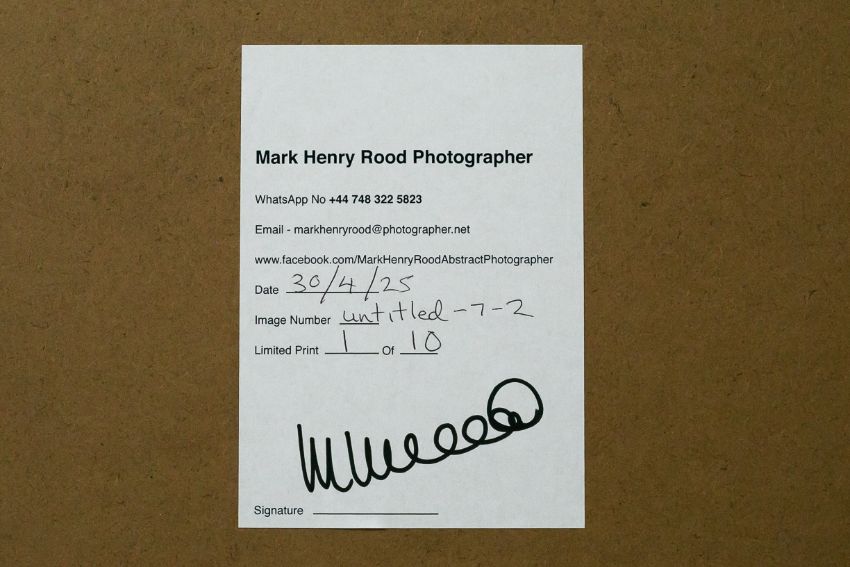 Mark Henry Rood Photographer
WhatsApp No +44 748 322 5823
Email - markhenryrood@photographer.net
www.facebook.com/MarkHenryRoodAbstractPhotographer
Date 30/4/25
Image Number untitled-7-2
Limited Print 1 Of 10
Signature